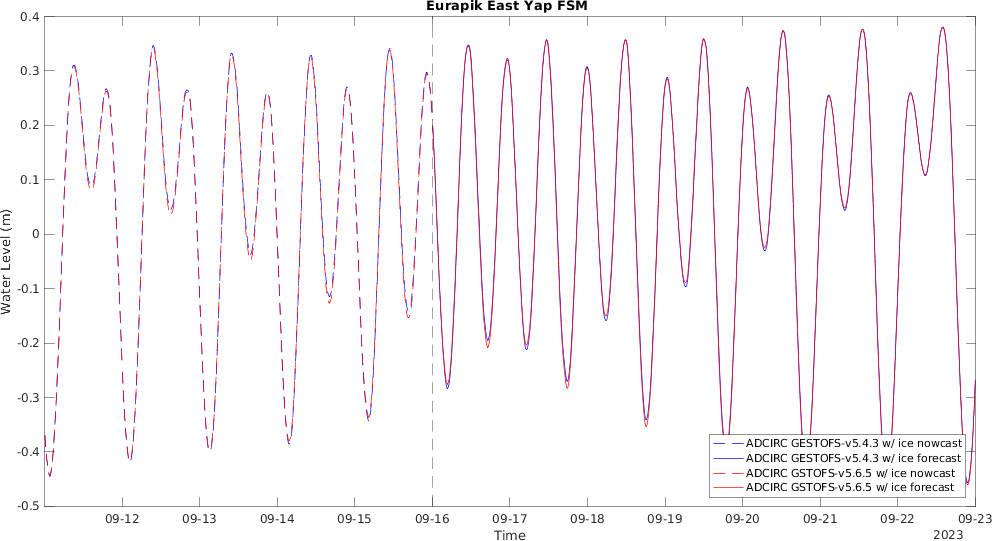 Eurapik East Yap FSM
0.4
0.3
0.2
0.1
0
-0.1
-0.2
-0.3
-0.4
-0.5
Water Level (m)
ADCIRC GESTOFS-v5.4.3 w/ ice nowcast
ADCIRC GESTOFS-v5.4.3 w/ ice forecast
ADCIRC GSTOFS-v5.6.5 w/ ice nowcast
ADCIRC GSTOFS-v5.6.5 w/ ice forecast
09-12 09-13 09-14 09-15 09-16 09-17 09-18 09-19 09-20 09-21 09-22 09-23
Time
2023